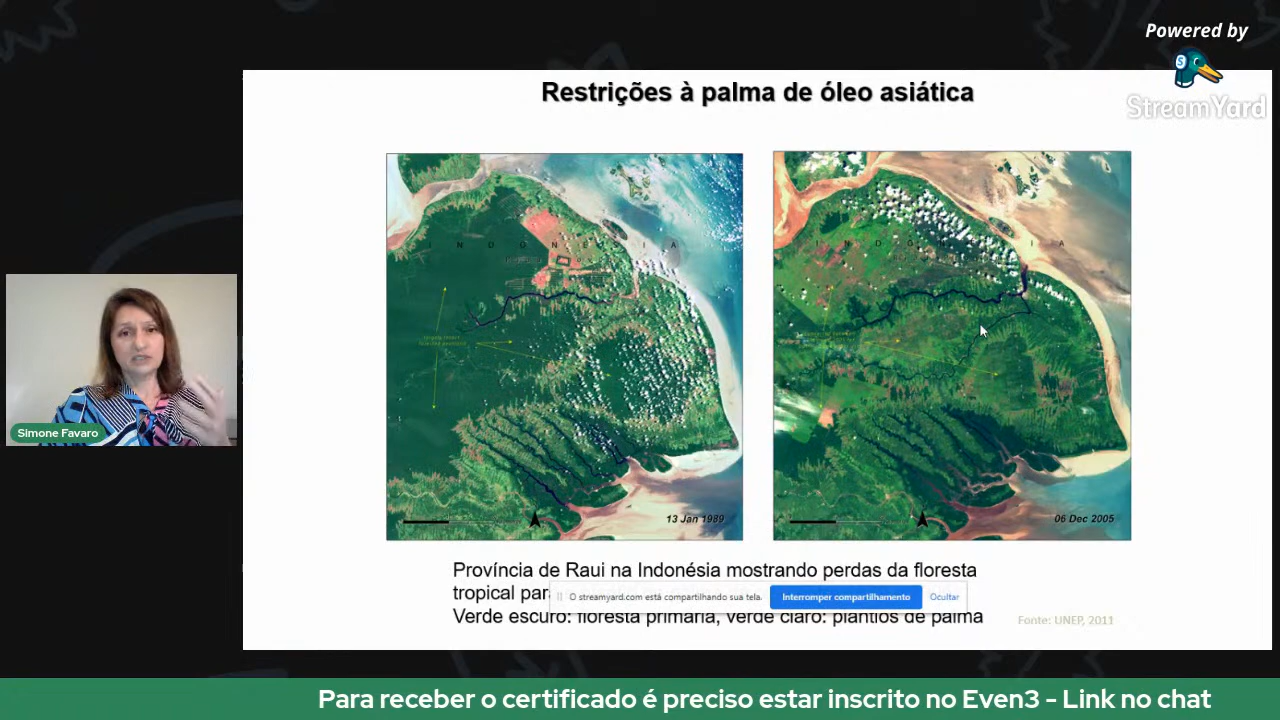 Powered by
StreamYard
Restrições à palma de óleo asiática
I N D O N E S I A
I N D O N E S I A
13 Jan 1989
06 Dec 2005
Simone Favaro
Província de Raui na Indonésia mostrando perdas da floresta
tropical par
O streamyard.com está compartilhando sua tela.
Interromper compartilhamento
Ocultar
Verde escuro: floresta primária, verde claro: plantios de palma
Fonte: UNEP, 2011
Para receber o certificado é preciso estar inscrito no Even3 - Link no chat